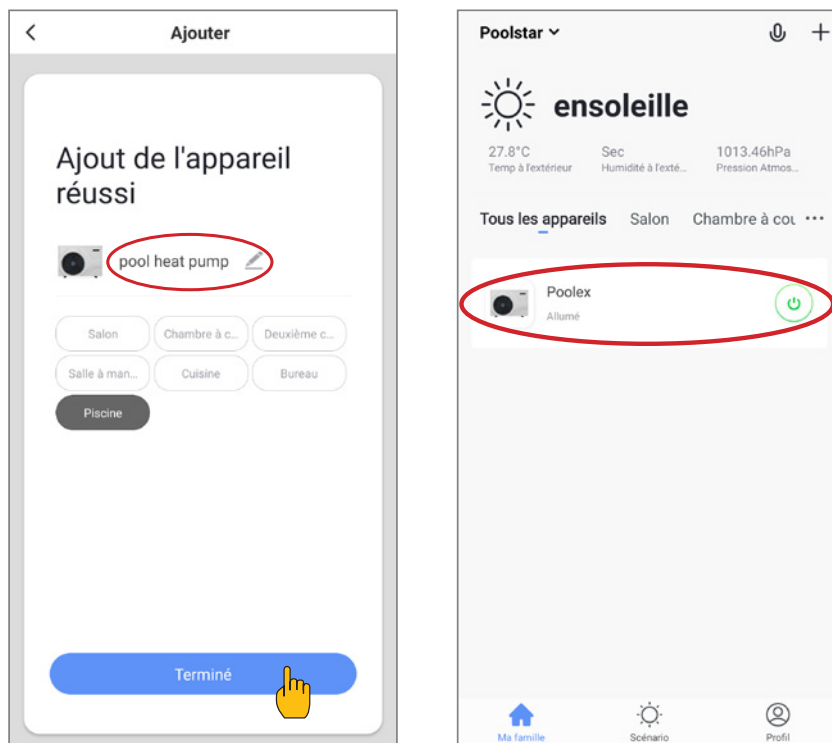 Ajouter
Ajout de l'appareil
réussi
pool heat pump
Salon
Chambre à c...
Deuxième c...
Salle à man...
Cuisine
Bureau
Piscine
Terminé
Poolstar
ensoleille
27.8°C
Sec
1013.46hPa
Temp à l'extérieur
Humidité à l'exté...
Pression Atmos...
Tous les appareils
Salon
Chambre à cou
Poolex
Allumé
Ma famille
Scénario
Profil